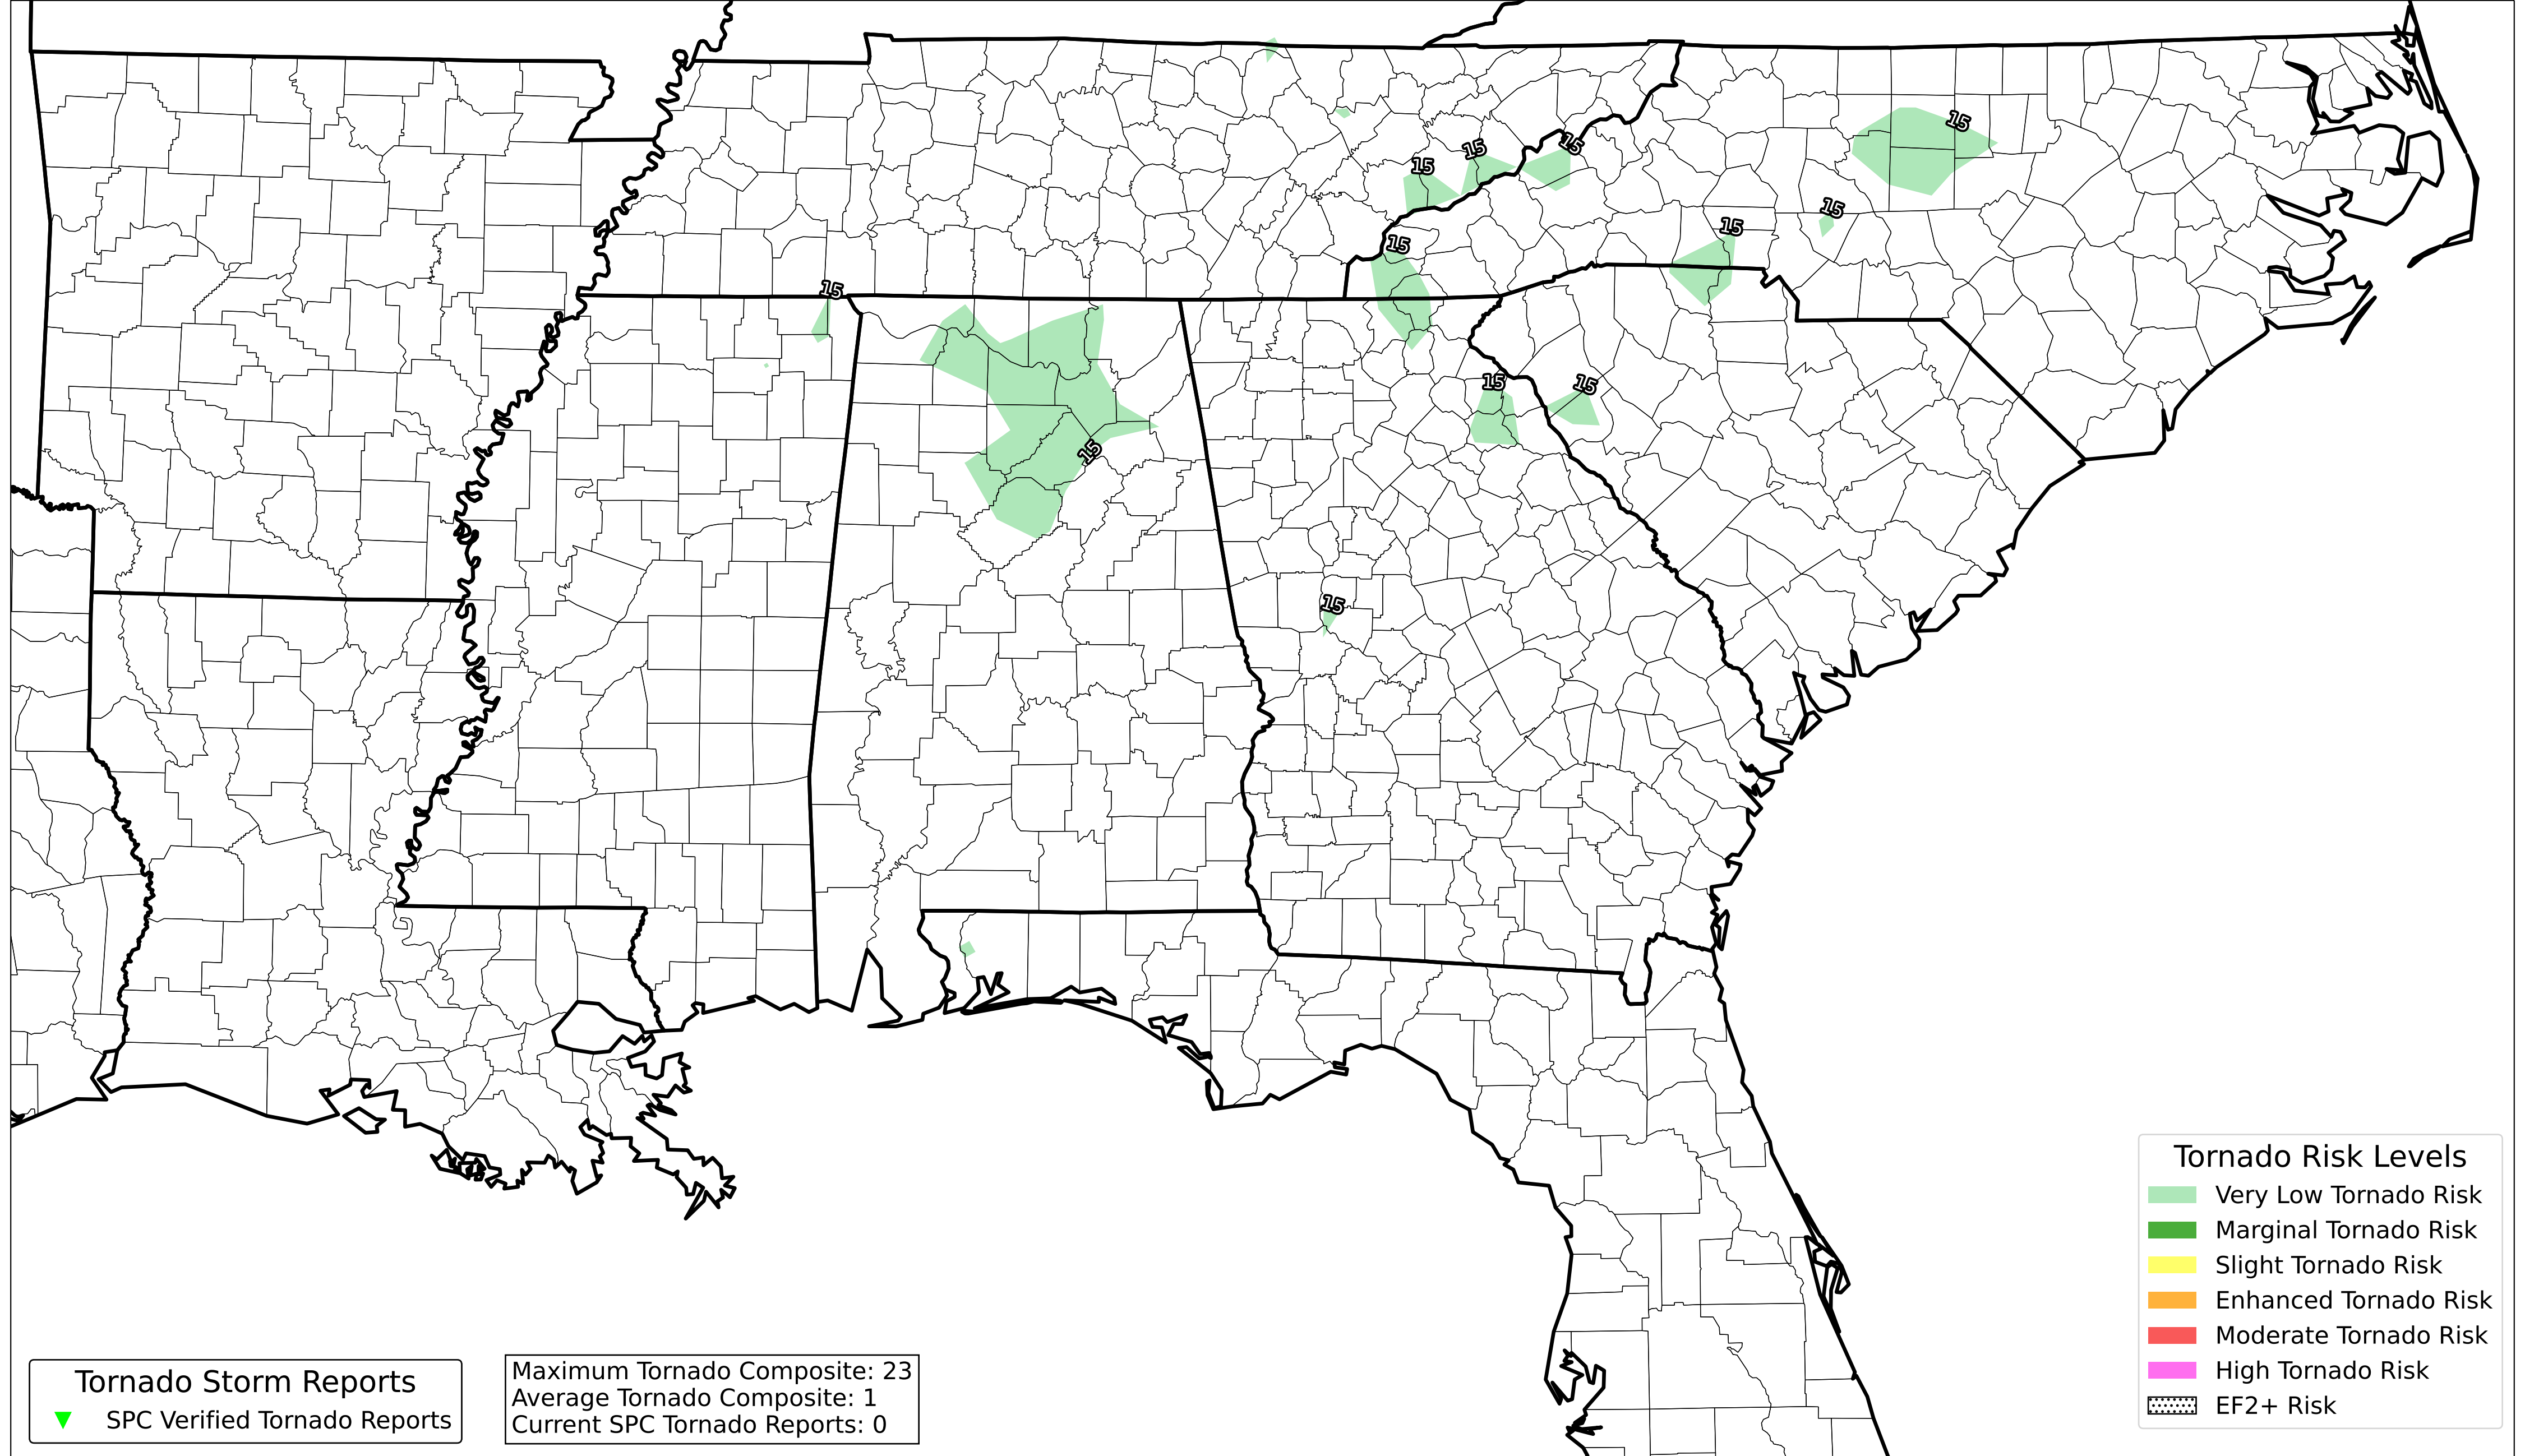 15
15
15
15
15
15
15
15
15
15
15
15
Tornado Risk Levels
Very Low Tornado Risk
Marginal Tornado Risk
Slight Tornado Risk
Enhanced Tornado Risk
Moderate Tornado Risk
High Tornado Risk
EF2+ Risk
Tornado Storm Reports
SPC Verified Tornado Reports
Maximum Tornado Composite: 23
Average Tornado Composite: 1
Current SPC Tornado Reports: 0